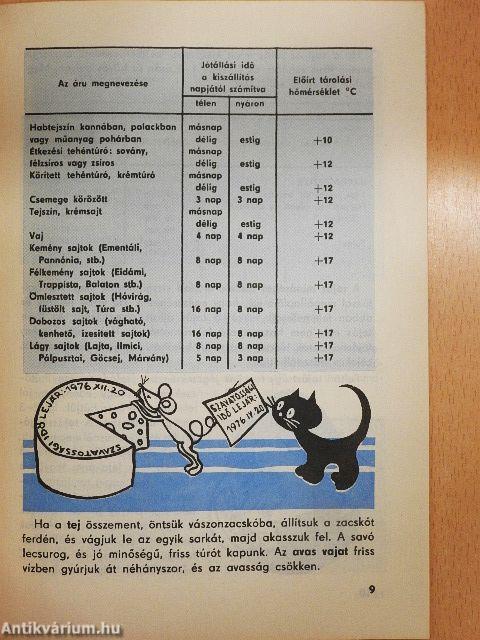 Az áru megnevezése
Jótállási idő
a kiszállítás
napjától számítva
télen nyáron
Előírt tárolási
hőmérséklet °C
Habtejszín kannában, palackban másnap
vagy műanyag pohárban délig estig +10
Étkezési tehéntúró: sovány, másnap
félzsíros vagy zsíros délig estig +12
Körített tehéntúró, krémtúró másnap
délig estig +12
Csemege körözött 3 nap 3 nap +12
Tejszín, krémsajt másnap
délig estig +12
Vaj 4 nap 4 nap +12
Kemény sajtok (Ementáli,
Pannónia, stb.) 8 nap 8 nap +17
Félkemény sajtok (Eidámi,
Trappista, Balaton stb.) 8 nap 8 nap +17
Ömlesztett sajtok (Hóvirág,
füstölt sajt, Túra stb.) 16 nap 8 nap +17
Dobozos sajtok (vágható,
kenhető, ízesített sajtok) 16 nap 8 nap +17
Lágy sajtok (Lajta, Ilmici, 8 nap 8 nap +17
Pálpusztai, Göcsej, Márvány) 5 nap 3 nap +17
SZAVATOSSÁGI IDŐ LEJÁR: 1976 XII. 20
SZAVATOSSÁGI
IDŐ LEJÁR:
1976 IV. 20
Ha a tej összement, öntsük vászonzacskóba, állítsuk a zacskót
ferdén, és vágjuk le az egyik sarkát, majd akasszuk fel. A savó
lecsurog, és jó minőségű, friss túrót kapunk. Az avas vajat friss
vízben gyúrjuk át néhányszor, és az avasság csökken.
9
Antikvárium.hu